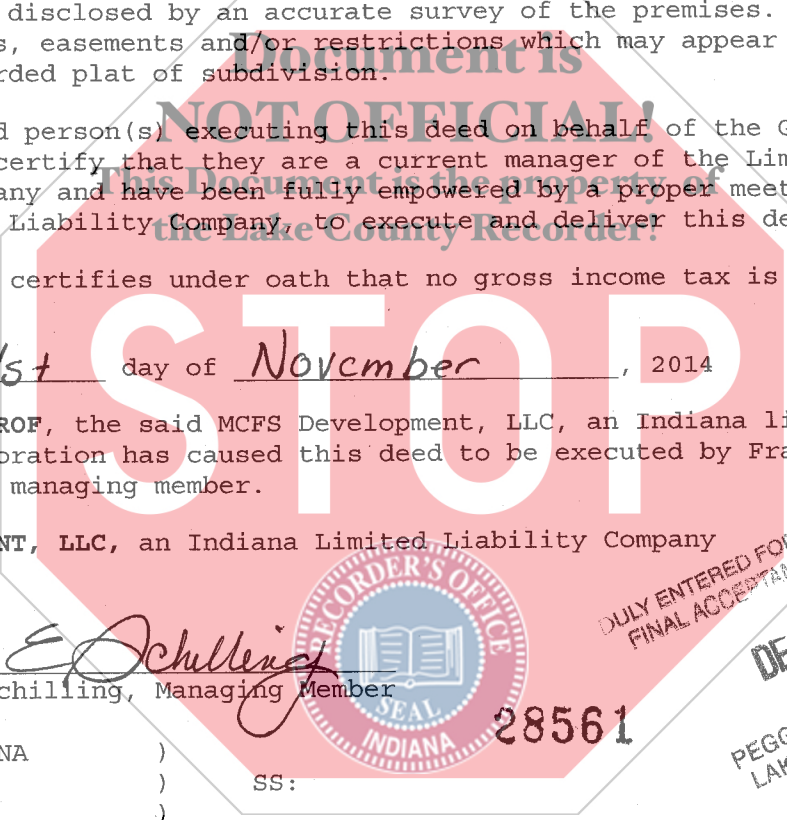 disclosed by an accurate survey of the premises.
s, easements and/or restrictions which may appear
rded plat of subdivision.
Document is
NOT OFFICIAL!
This Document is the property of
the Lake County Recorder!
d person(s) executing this deed on behalf of the G
certify that they are a current manager of the Lim
any and have been fully empowered by a proper meet
Liability Company, to execute and deliver this de
certifies under oath that no gross income tax is
STOP
1st day of November, 2014
ROF, the said MCFS Development, LLC, an Indiana li
oration has caused this deed to be executed by Fra
managing member.
NT, LLC, an Indiana Limited Liability Company
E Schilling
chilling, Managing Member
RECORDER'S OFFICE
SEAL
INDIANA
28561
DULY ENTERED FOR
FINAL ACCEPTAN
DE
PEGG
LAK
NA )
) SS:
)